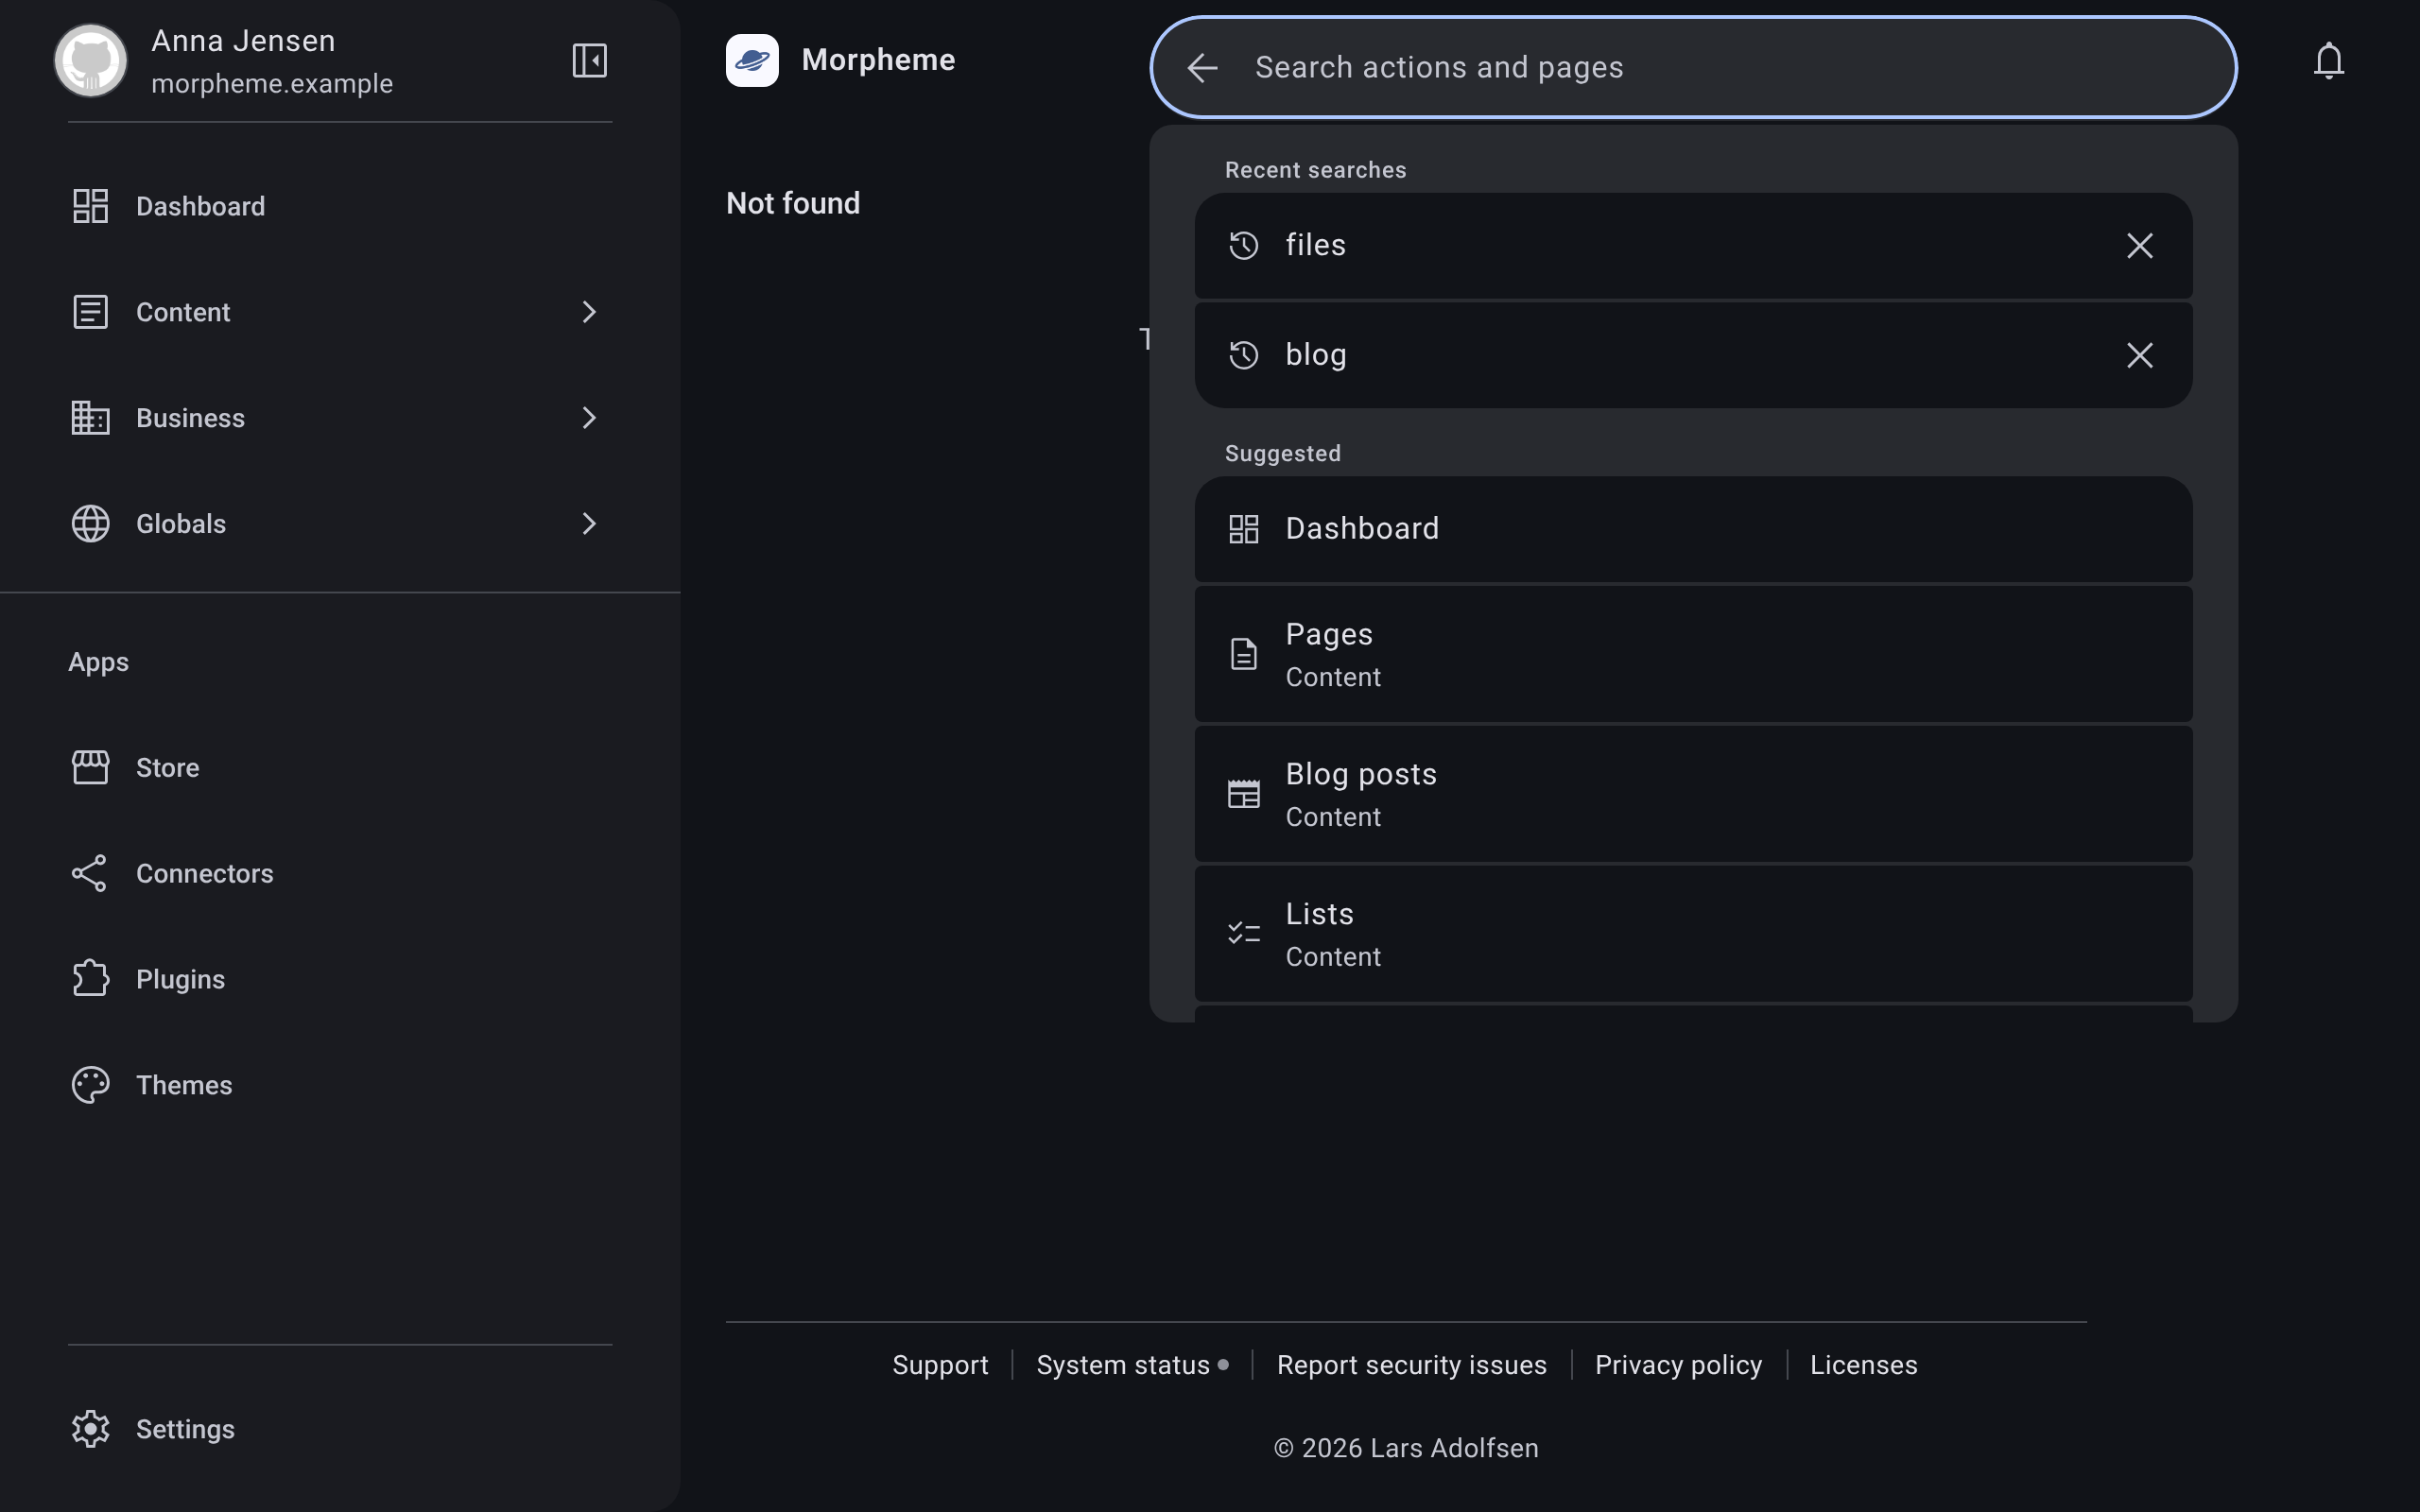 Anna Jensen
morpheme.example
Dashboard
Content
Business
Globals
Apps
Store
Connectors
Plugins
Themes
Settings
Morpheme
Search actions and pages
Not found
T
Recent searches
files
blog
Suggested
Dashboard
Pages
Content
Blog posts
Content
Lists
Content
Support
System status
Report security issues
Privacy policy
Licenses
© 2026 Lars Adolfsen